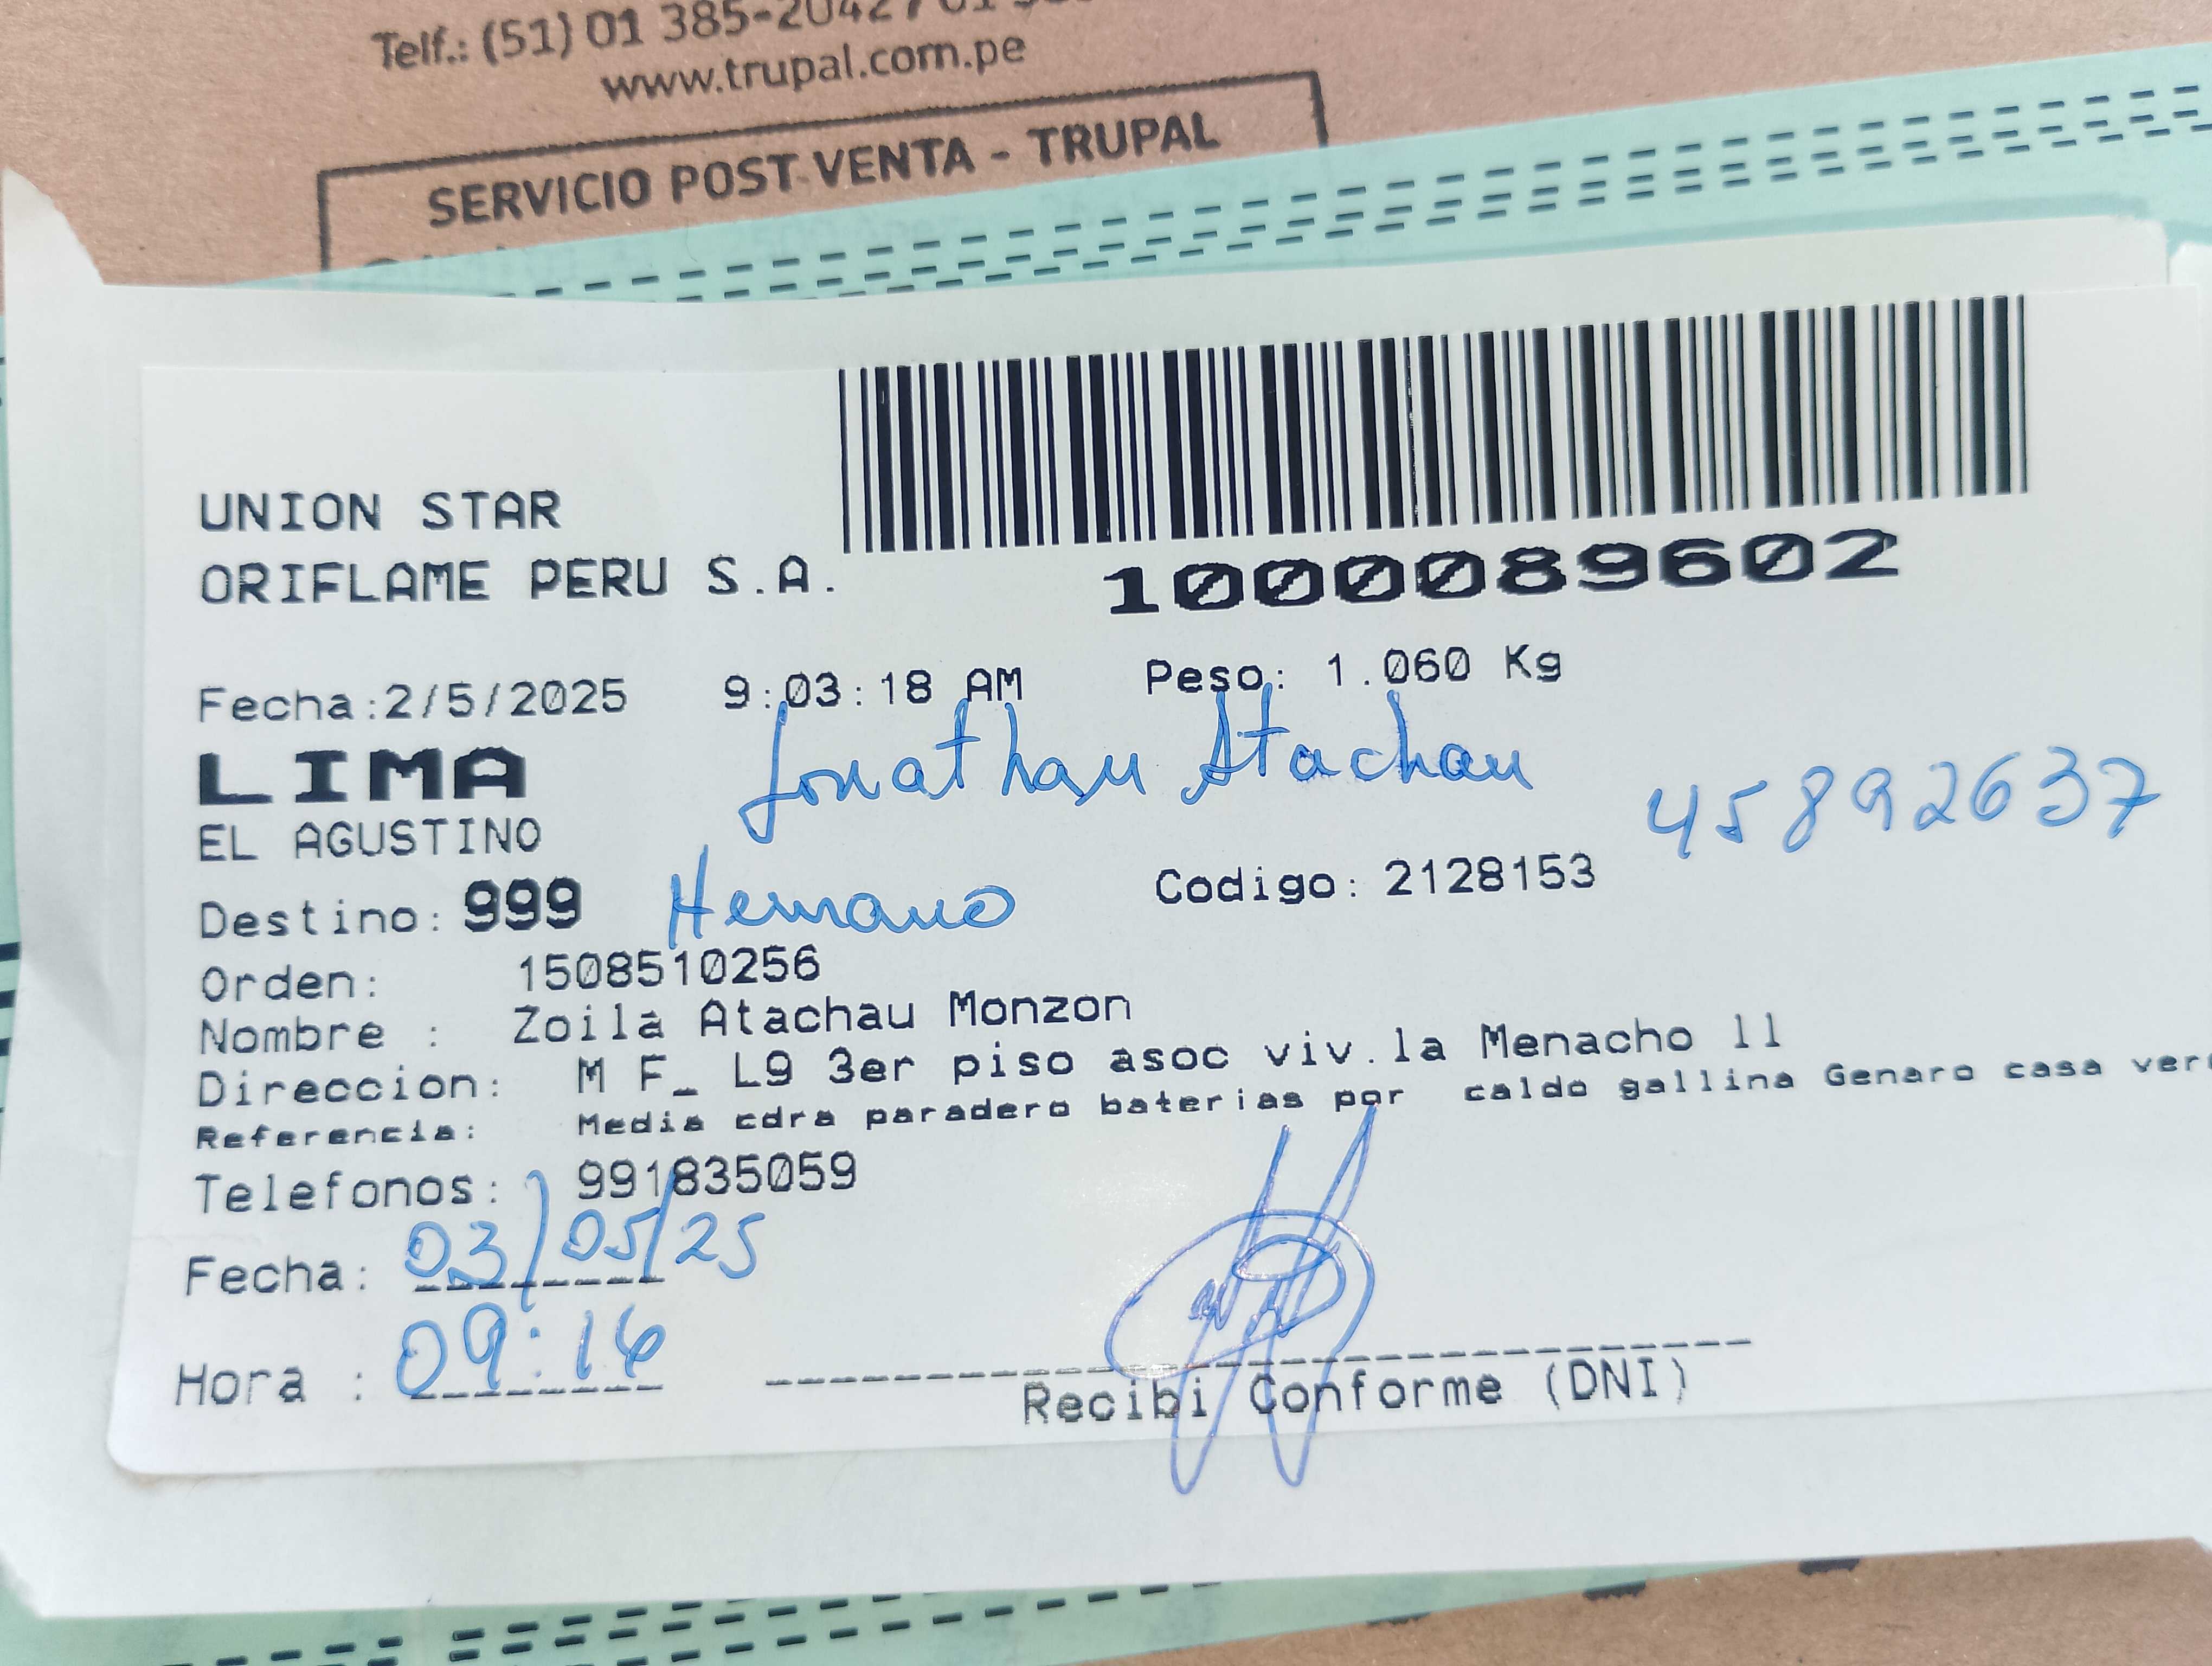 Telf.: (51) 01 385-2042 / 01
www.trupal.com.pe
SERVICIO POST VENTA - TRUPAL
UNION STAR
ORIFLAME PERU S.A.
1000089602
Fecha:2/5/2025 9:03:18 AM Peso: 1.060 Kg
LIMA
Jonathan Atachau
45892637
EL AGUSTINO
Destino: 999 Hermano Codigo: 2128153
Orden: 1508510256
Nombre : Zoila Atachau Monzon
Direccion: M F_ L9 3er piso asoc viv.la Menacho 11
Referencia: Media cdra paradero baterias por caldo gallina Genaro casa
Telefonos: 991835059
Fecha: 03/05/25
Hora : 09:16
Recibi Conforme (DNI)